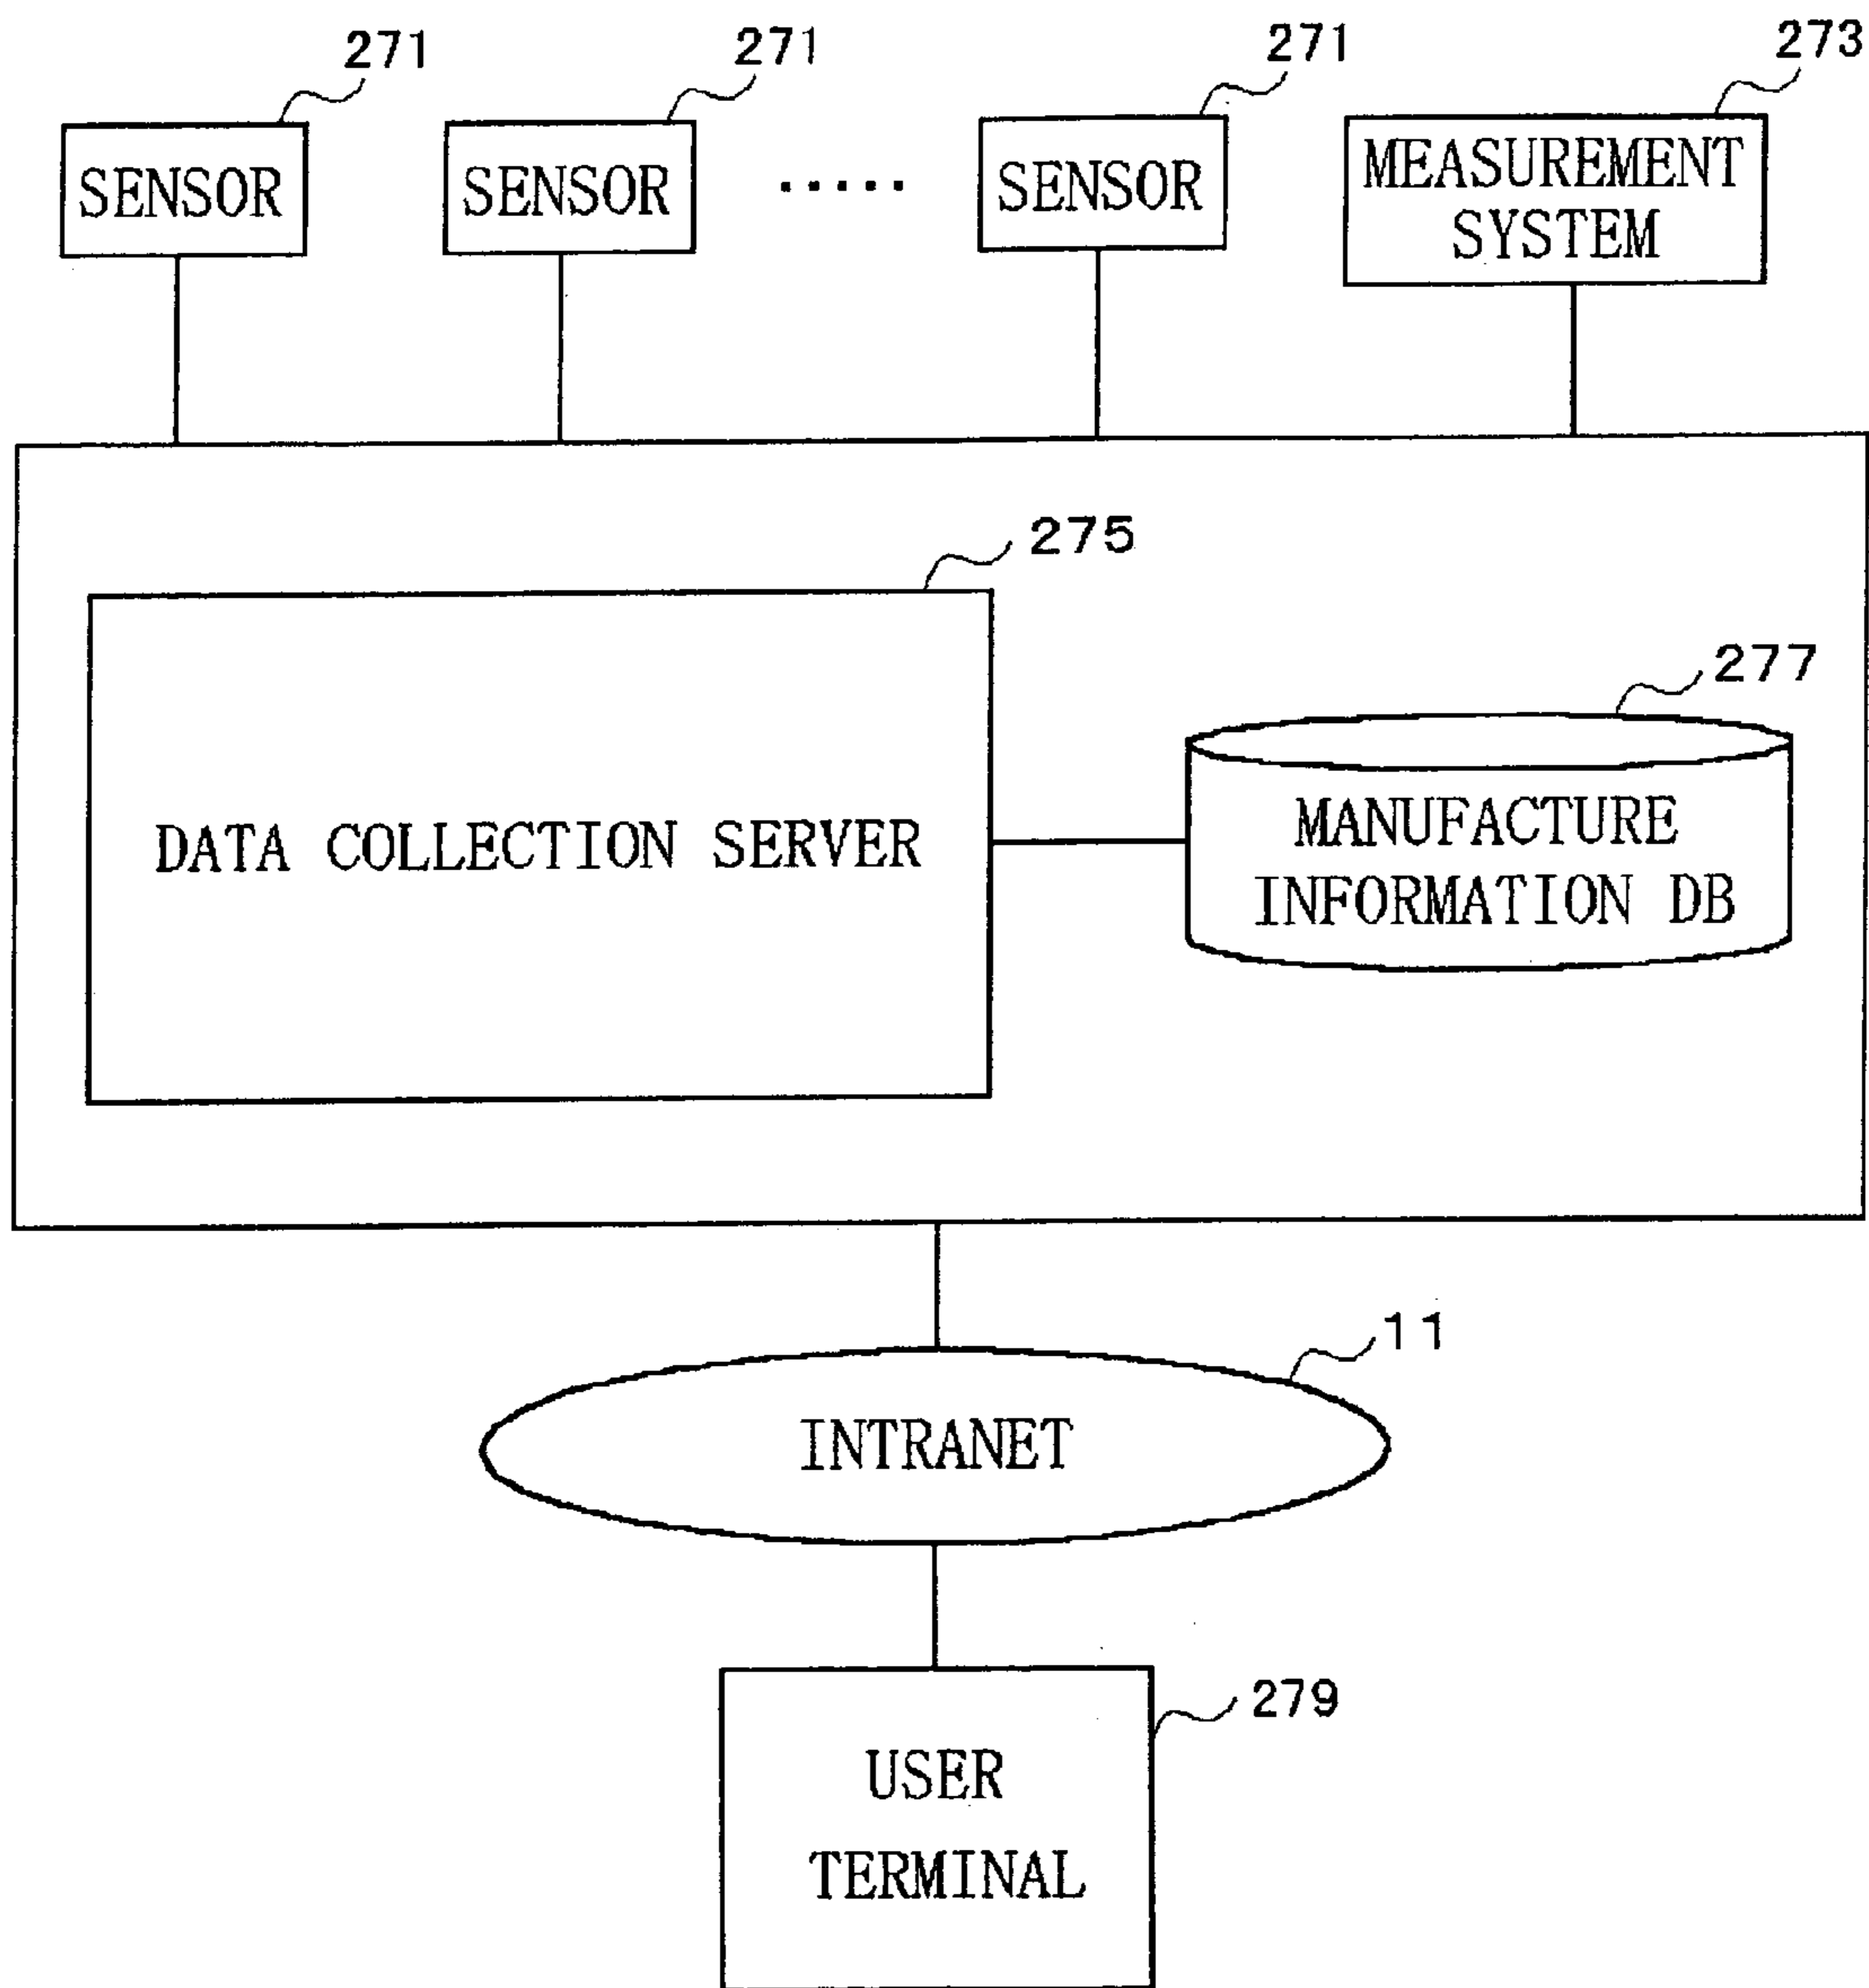 271
271
271
273
SENSOR
SENSOR
.....
SENSOR
MEASUREMENT
SYSTEM
275
277
DATA COLLECTION SERVER
MANUFACTURE
INFORMATION DB
11
INTRANET
279
USER
TERMINAL